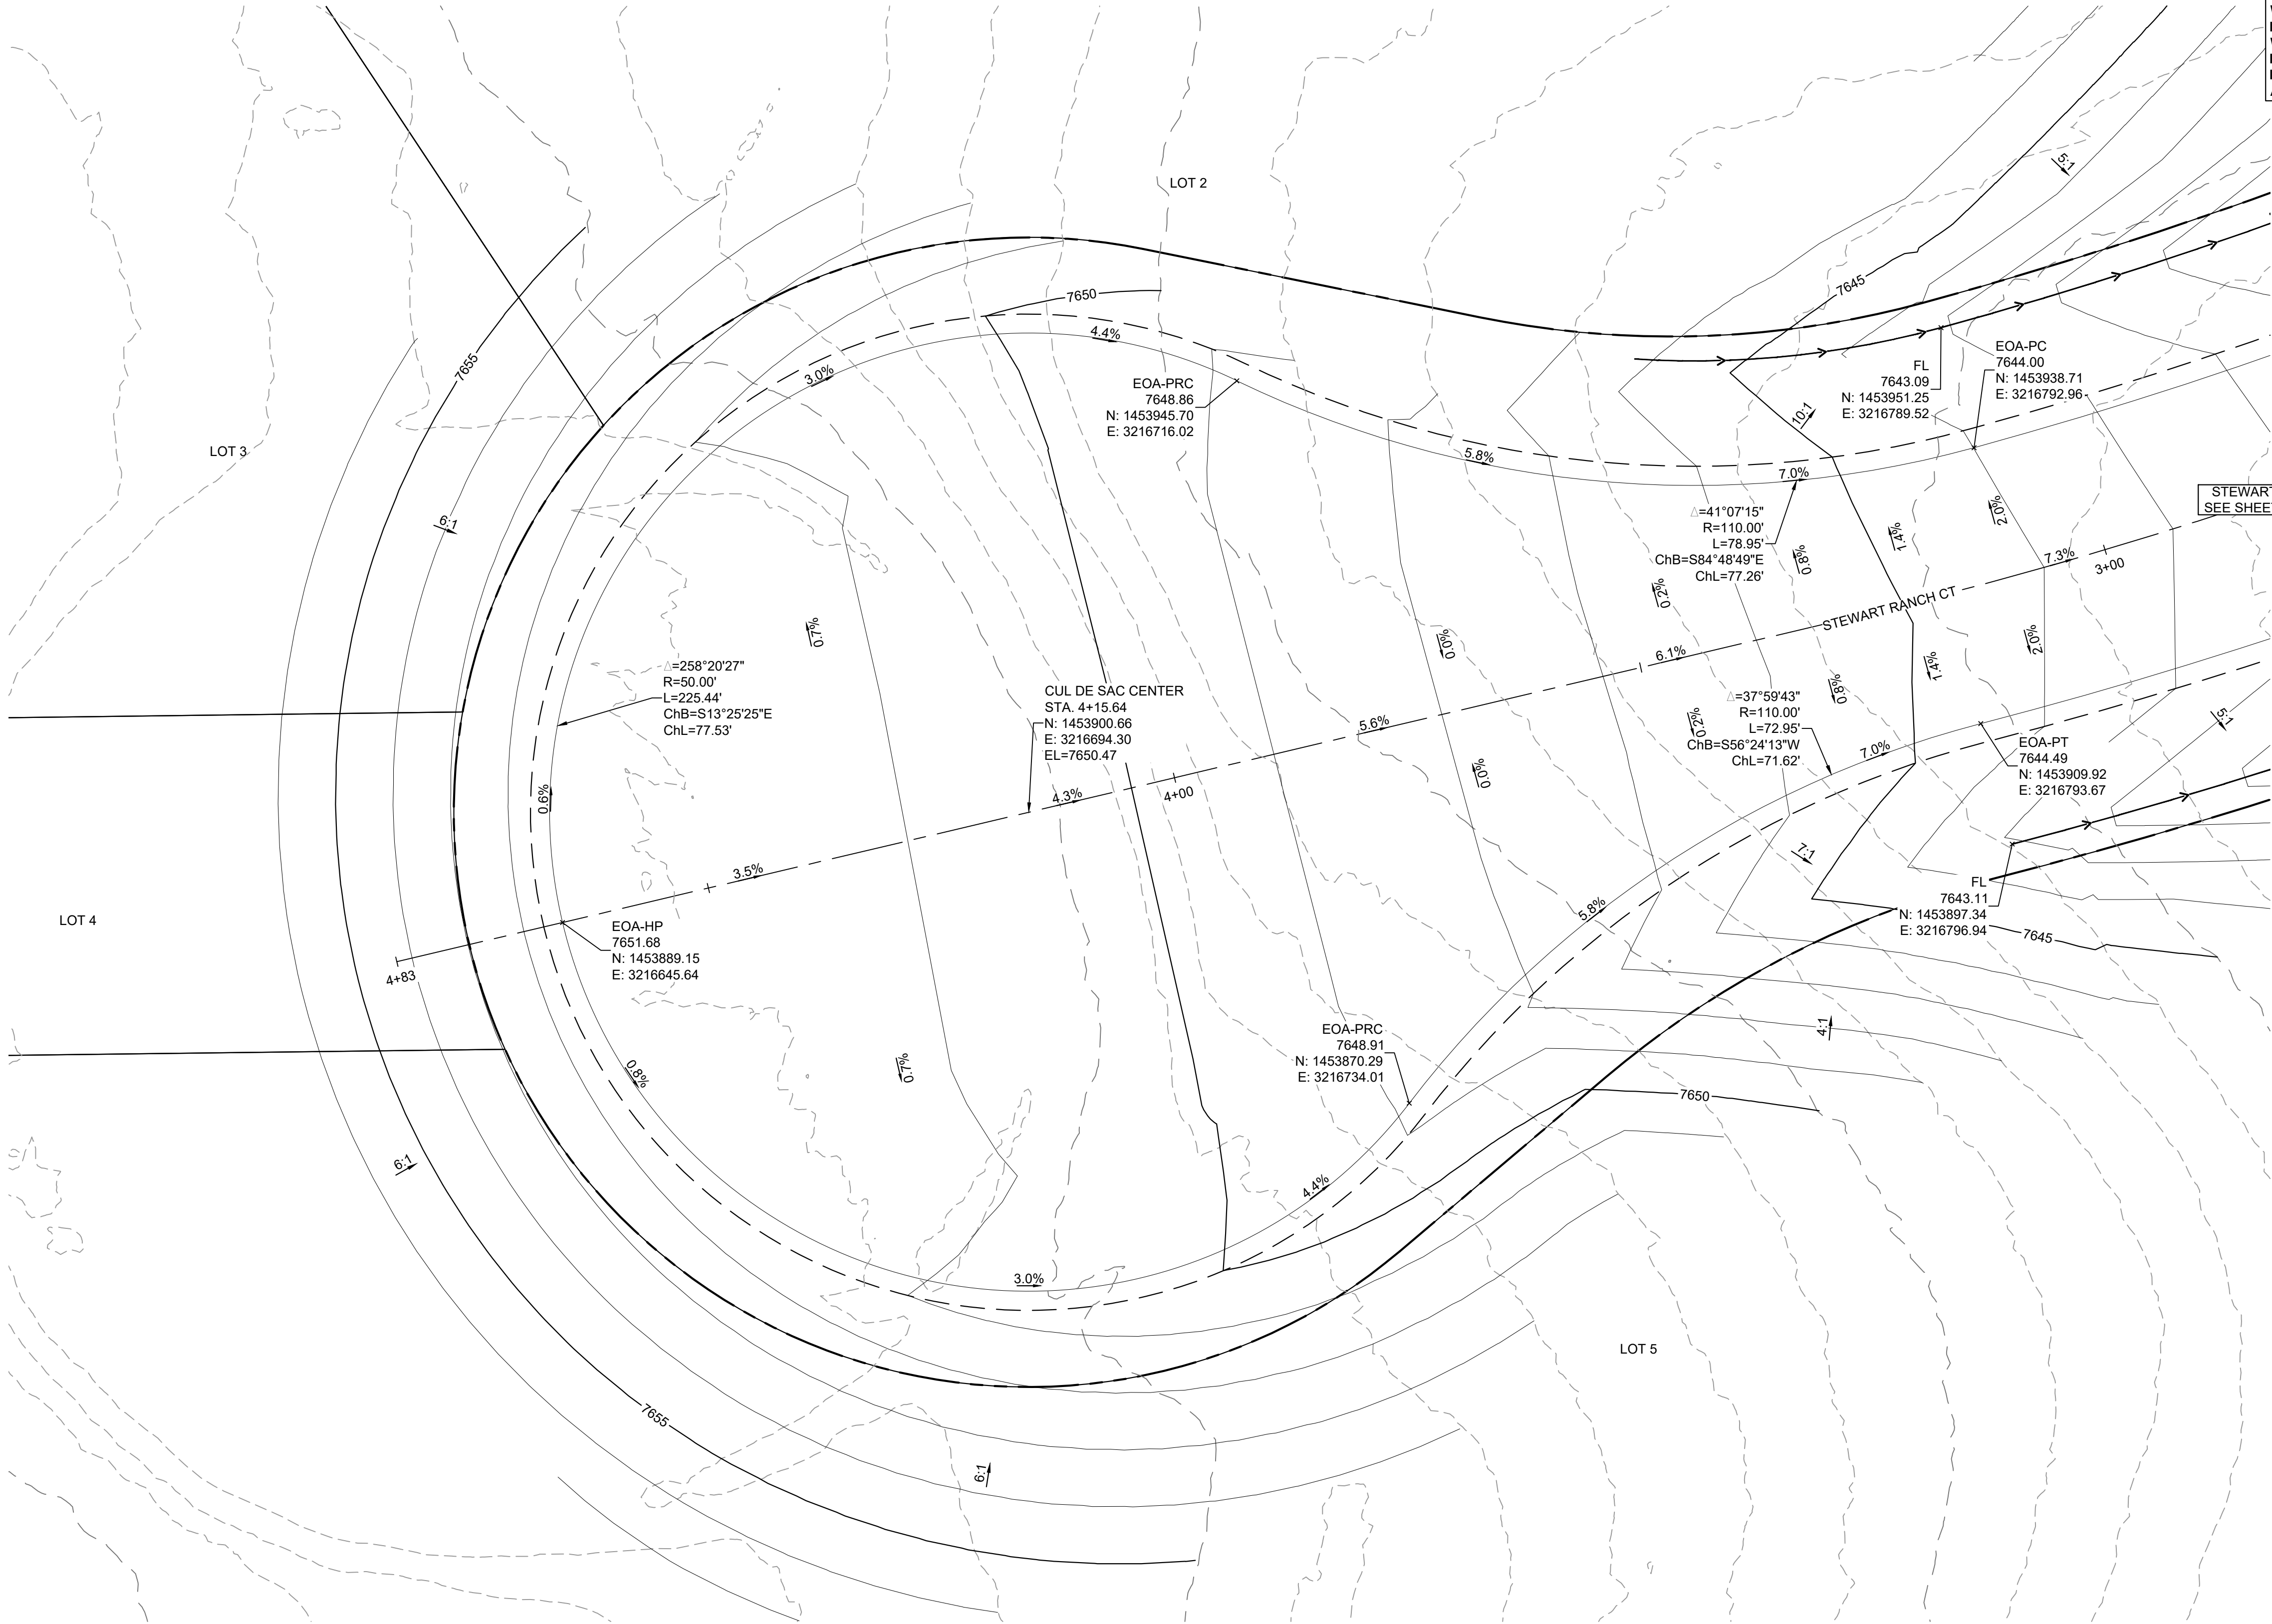 LOT 2
5:1
7655
7650
4.4%
3.0%
7645
EOA-PRC
7648.86
N: 1453945.70
E: 3216716.02
FL
7643.09
N: 1453951.25
E: 3216789.52
EOA-PC
7644.00
N: 1453938.71
E: 3216792.96
10:1
LOT 3
6:1
5.8%
7.0%
STEWART
SEE SHEET
△=41°07'15"
R=110.00'
L=78.95'
ChB=S84°48'49"E
ChL=77.26'
2.0%
1.4%
0.8%
0.2%
7.3%
3+00
STEWART RANCH CT
0.7%
0.0%
6.1%
2.0%
1.4%
0.8%
0.2%
△=258°20'27"
R=50.00'
L=225.44'
ChB=S13°25'25"E
ChL=77.53'
CUL DE SAC CENTER
STA. 4+15.64
N: 1453900.66
E: 3216694.30
EL=7650.47
△=37°59'43"
R=110.00'
L=72.95'
ChB=S56°24'13"W
ChL=71.62'
5.6%
7.0%
5:1
EOA-PT
7644.49
N: 1453909.92
E: 3216793.67
0.0%
0.6%
4.3%
4+00
3.5%
7:1
FL
7643.11
N: 1453897.34
E: 3216796.94
7645
LOT 4
EOA-HP
7651.68
N: 1453889.15
E: 3216645.64
4+83
5.8%
4:1
EOA-PRC
7648.91
N: 1453870.29
E: 3216734.01
0.8%
0.7%
7650
6:1
4.4%
3.0%
LOT 5
7655
6:1